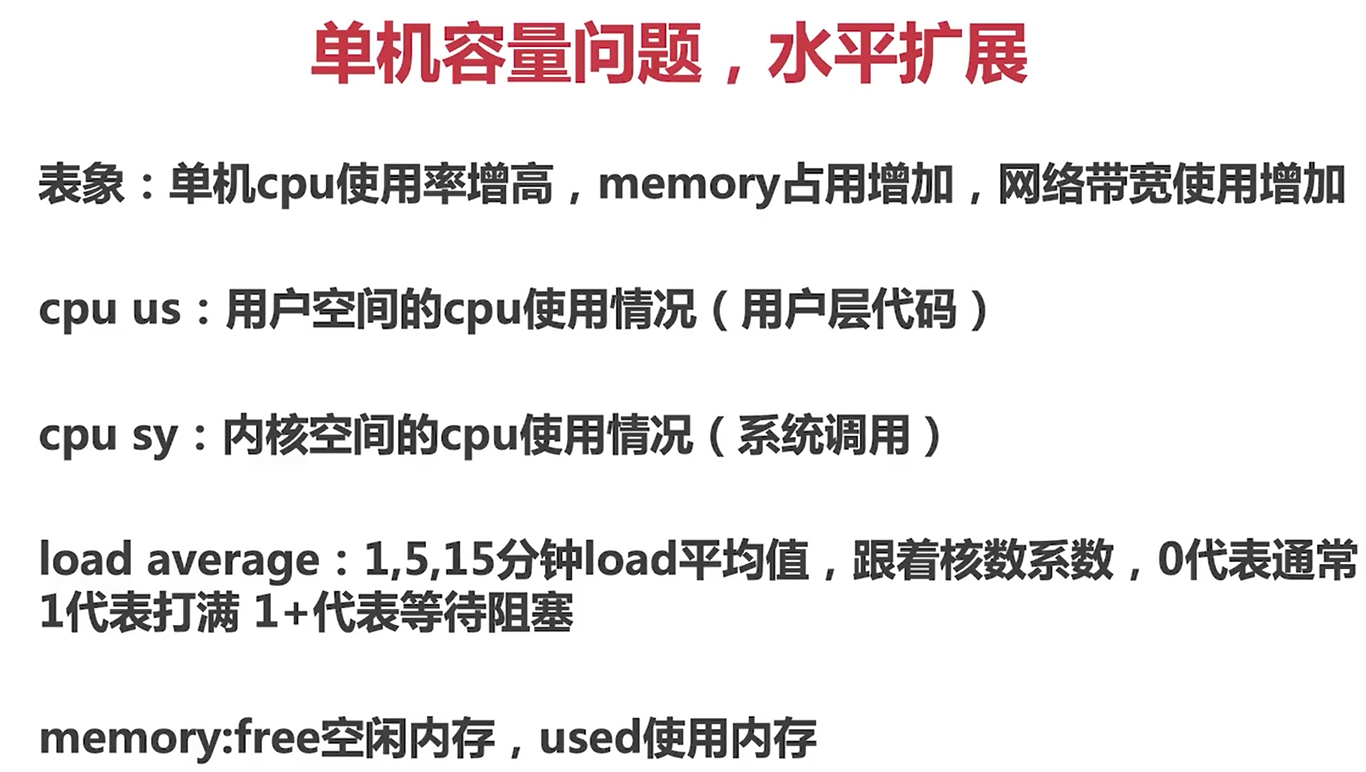 单机容量问题，水平扩展
表象：单机cpu使用率增高，memory占用增加，网络带宽使用增加
cpu us：用户空间的cpu使用情况（用户层代码）
cpu sy：内核空间的cpu使用情况（系统调用）
load average：1,5,15分钟load平均值，跟着核数系数，0代表通常
1代表打满 1+代表等待阻塞
memory:free空闲内存，used使用内存